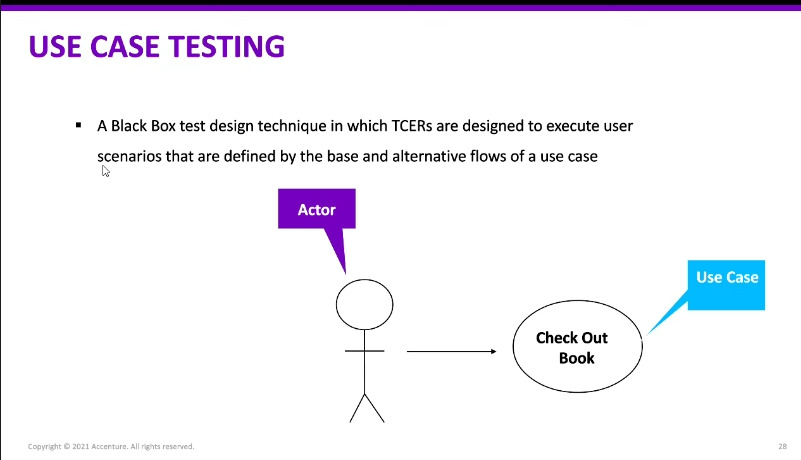 USE CASE TESTING
▪ A Black Box test design technique in which TCERs are designed to execute user
scenarios that are defined by the base and alternative flows of a use case
Actor
Use Case
Check Out
Book
Copyright © 2021 Accenture. All rights reserved.
28